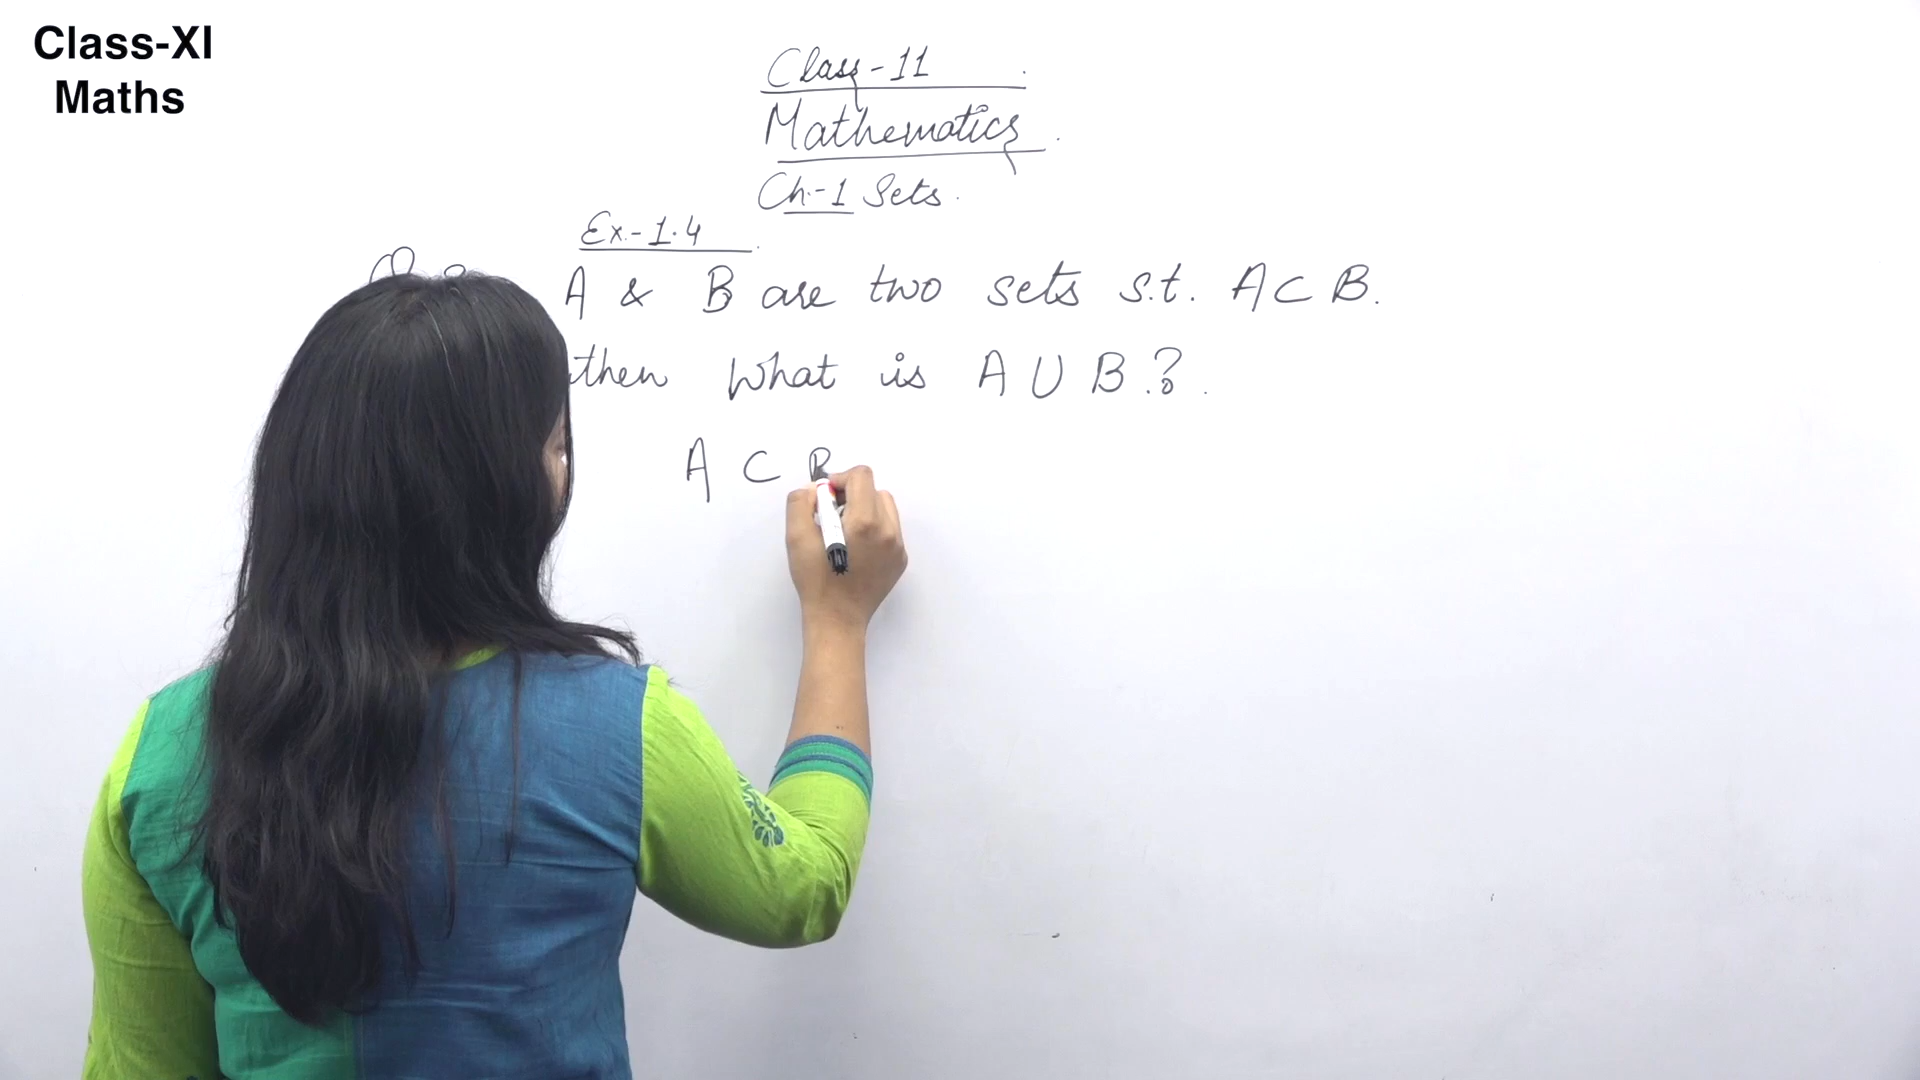 Class-XI
Maths
Class-11
Mathematics
Ch.-1 Sets.
Ex.-1.4
A & B are two sets s.t. A ⊂ B.
then what is A ∪ B.?
A ⊂ B